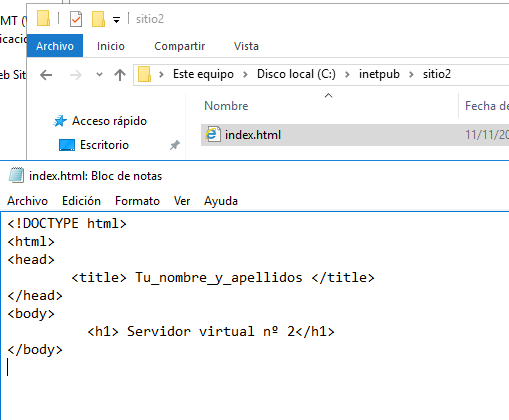 MT (
sitio2
icacio
Archivo Inicio Compartir Vista
Este equipo Disco local (C:) inetpub sitio2
eb Sit
Nombre Fecha de
Acceso rápido
index.html 11/11/20
Escritorio
index.html: Bloc de notas
Archivo Edición Formato Ver Ayuda
<!DOCTYPE html>
<html>
<head>
<title> Tu_nombre_y_apellidos </title>
</head>
<body>
<h1> Servidor virtual nº 2</h1>
</body>